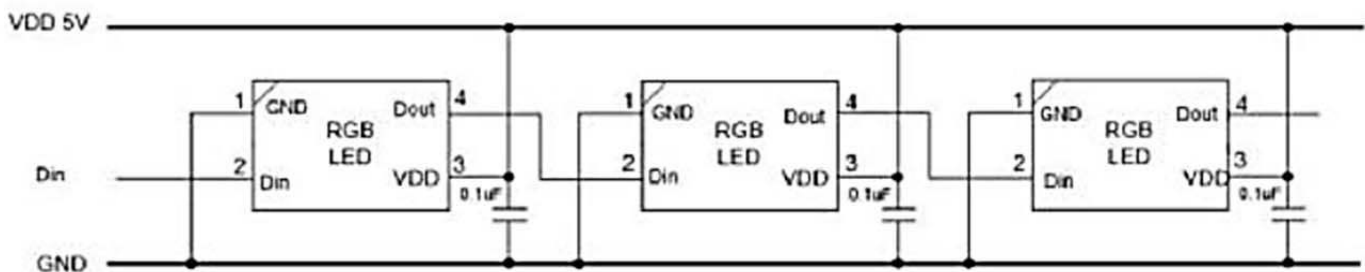 VDD 5V
1 GND RGB LED Dout 4
2 Din VDD 3
0.1uF
1 GND RGB LED Dout 4
2 Din VDD 3
0.1uF
1 GND RGB LED Dout 4
2 Din VDD 3
0.1uF
Din
GND